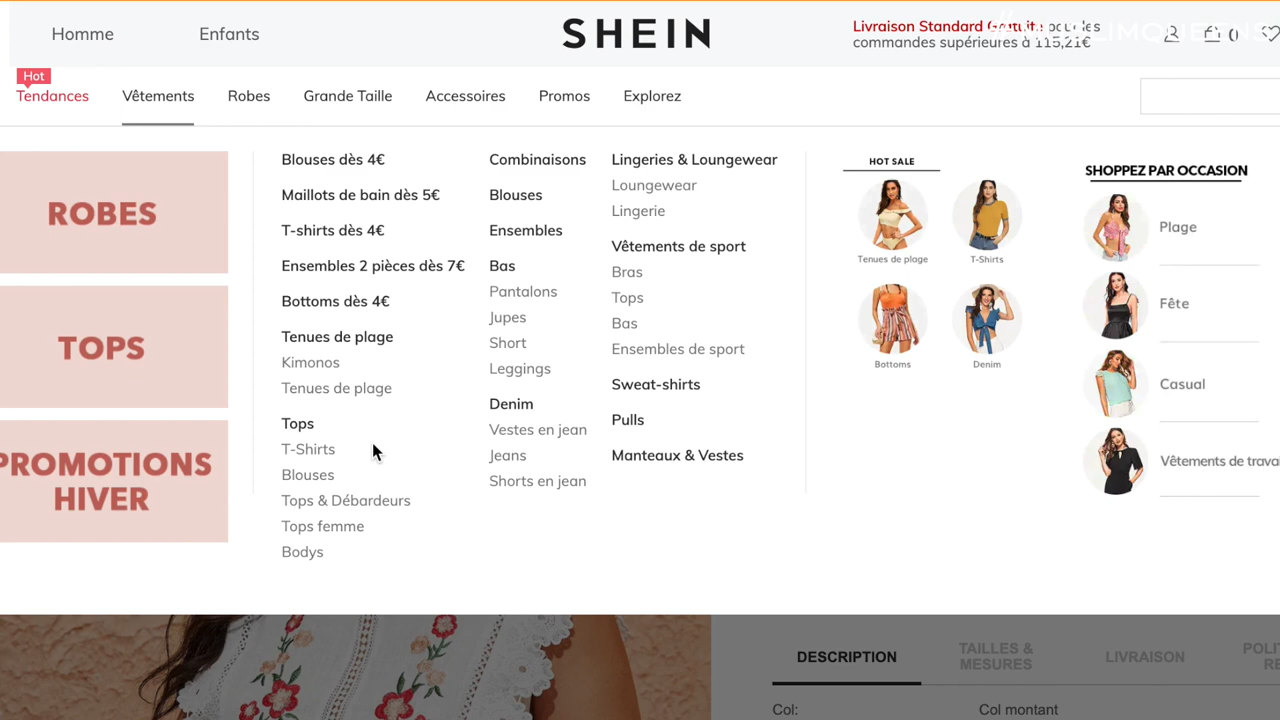 Homme
Enfants
SHEIN
Livraison Standard Gratuite pour les
commandes supérieures à 115,21€
0
Hot
Tendances
Vêtements
Robes
Grande Taille
Accessoires
Promos
Explorez
ROBES
TOPS
PROMOTIONS
HIVER
Blouses dès 4€
Maillots de bain dès 5€
T-shirts dès 4€
Ensembles 2 pièces dès 7€
Bottoms dès 4€
Tenues de plage
Kimonos
Tenues de plage
Tops
T-Shirts
Blouses
Tops & Débardeurs
Tops femme
Bodys
Combinaisons
Blouses
Ensembles
Bas
Pantalons
Jupes
Short
Leggings
Denim
Vestes en jean
Jeans
Shorts en jean
Lingeries & Loungewear
Loungewear
Lingerie
Vêtements de sport
Bras
Tops
Bas
Ensembles de sport
Sweat-shirts
Pulls
Manteaux & Vestes
HOT SALE
Tenues de plage
T-Shirts
Bottoms
Denim
SHOPPEZ PAR OCCASION
Plage
Fête
Casual
Vêtements de travai
DESCRIPTION
TAILLES &
MESURES
LIVRAISON
Col:
Col montant